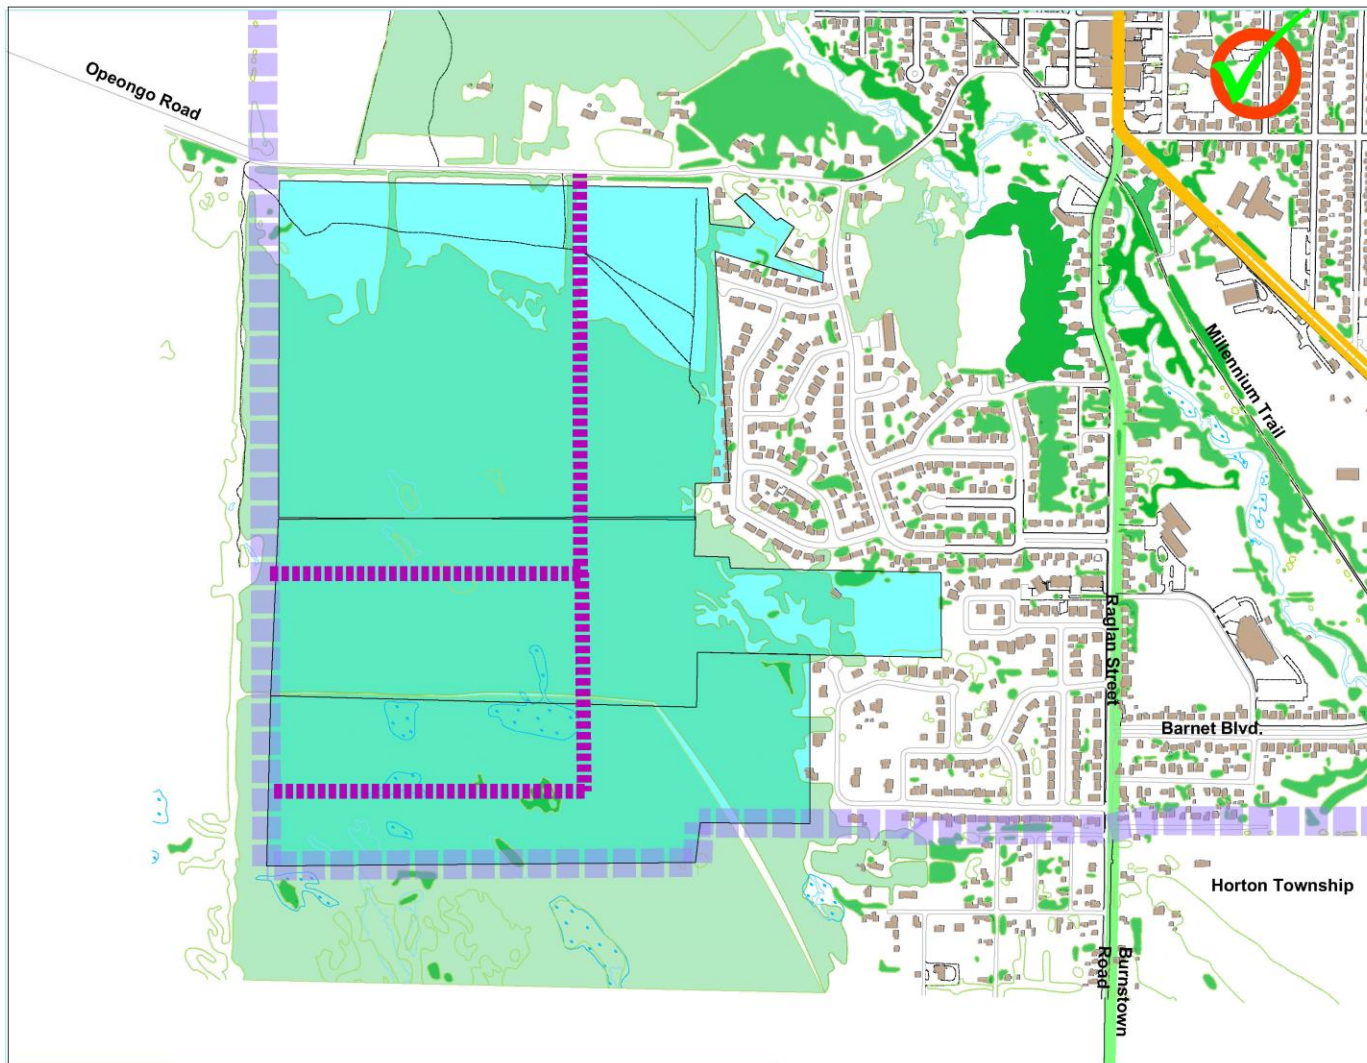 Opeongo Road
Millennium Trail
Raglan Street
Barnet Blvd.
Horton Township
Burnstown
Road